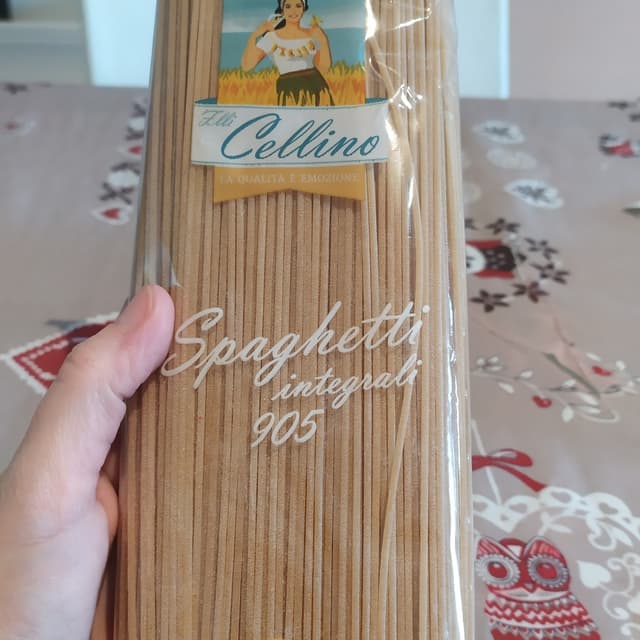 F.lli
Cellino
LA QUALITÀ È EMOZIONE
Spaghetti
integrali
905